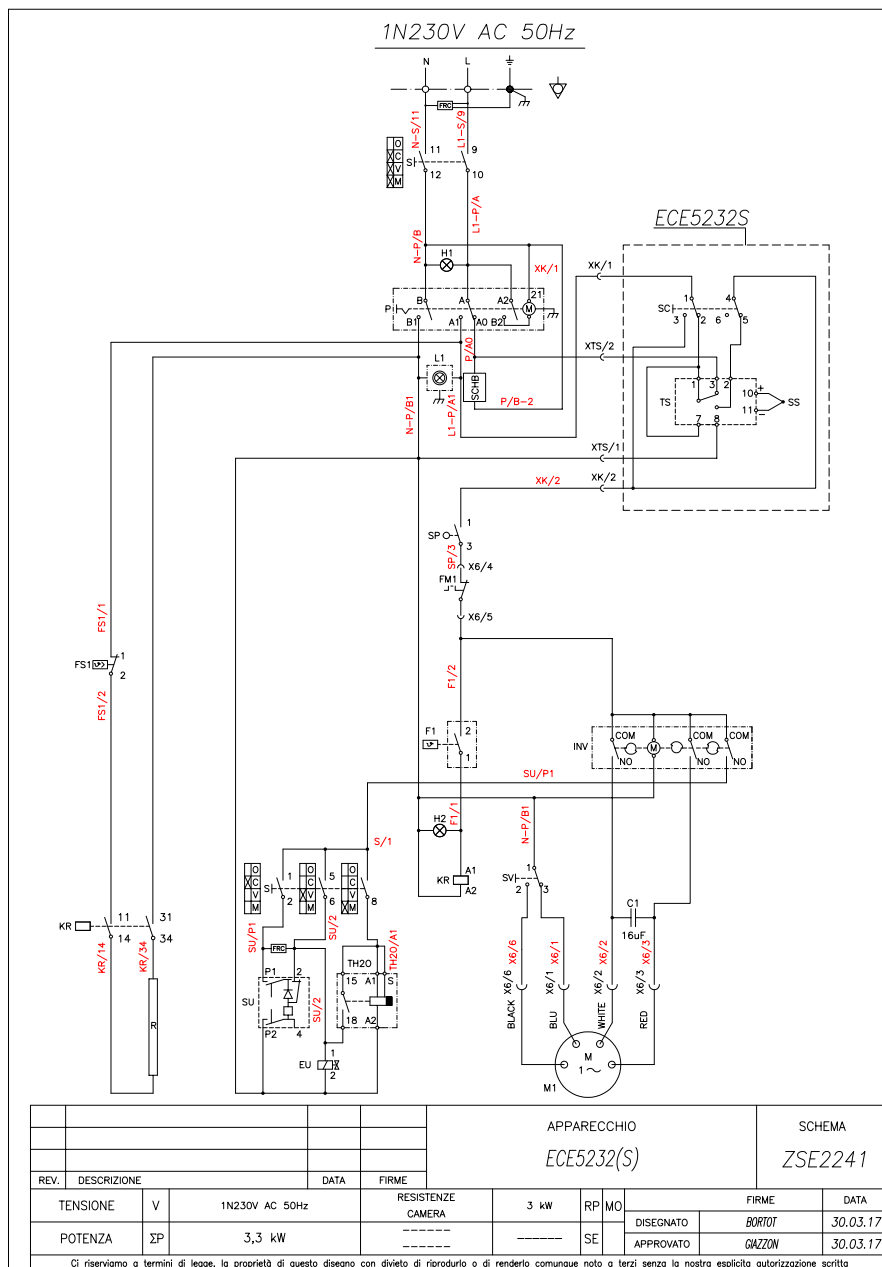 1N230V AC 50Hz
N L
FRC
N-S/11
L1-S/9
O
X C
X V
X M
S
11 9
12 10
N-P/B
L1-P/A
ECE5232S
H1
XK/1
XK/1
P
B A A2 21
M
B1 A1 A0 B2
SC
1 4
3 2 6 5
P/A0
XTS/2
L1
SCHB
P/B-2
N-P/B1
L1-P/A1
TS
1 3 2
10 +
11 -
SS
7 8
XTS/1
XK/2
XK/2
SP
1
3
SP/3
X6/4
FM1
X6/5
FS1/1
FS1
1
2
FS1/2
F1/2
F1
2
1
INV
COM
M
COM
COM
NO
NO
NO
SU/P1
F1/1
N-P/B1
H2
S/1
KR
A1
A2
SV
1
2 3
O
X C
V
M
S
1
2
O
C
X V
M
5
6
O
C
V
X M
8
C1
16uF
KR
11 31
14 34
KR/14
KR/34
R
SU/P1
SU/2
FRC
TH2O/A1
TH2O
15 A1 S
18 A2
P1 2
SU
P2 4
SU/2
EU
1
2
X6/6
X6/1
X6/2
X6/3
X6/6
X6/1
X6/2
X6/3
BLACK
BLU
WHITE
RED
M
1~
M1
APPARECCHIO
ECE5232(S)
SCHEMA
ZSE2241
REV. DESCRIZIONE DATA FIRME
TENSIONE V 1N230V AC 50Hz RESISTENZE CAMERA 3 kW RP MO FIRME DATA
POTENZA ΣP 3,3 kW ------ ------ ------ SE
DISEGNATO BORTOT 30.03.17
APPROVATO GIAZZON 30.03.17
Ci riserviamo a termini di legge, la proprietà di questo disegno con divieto di riprodurlo o di renderlo comunque noto a terzi senza la nostra esplicita autorizzazione scritta